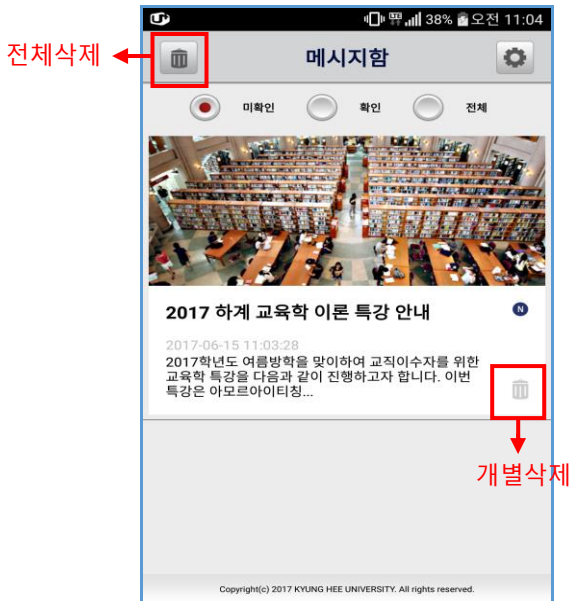 38% 오전 11:04
전체삭제
메시지함
미확인 확인 전체
2017 하계 교육학 이론 특강 안내
N
2017-06-15 11:03:28
2017학년도 여름방학을 맞이하여 교직이수자를 위한
교육학 특강을 다음과 같이 진행하고자 합니다. 이번
특강은 아모르아이티칭...
개별삭제
Copyright(c) 2017 KYUNG HEE UNIVERSITY. All rights reserved.